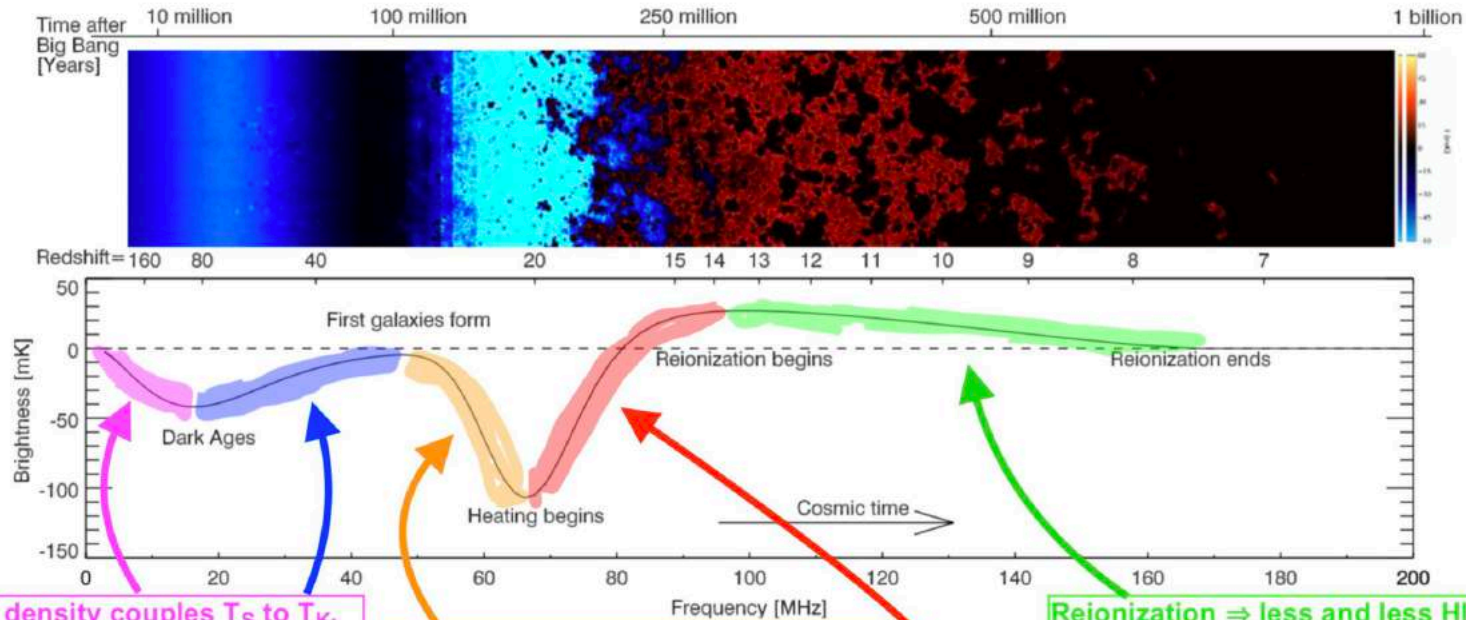 Time after
Big Bang
[Years]
10 million 100 million 250 million 500 million 1 billion
Redshift= 160 80 40 20 15 14 13 12 11 10 9 8 7
50
0
-50
-100
-150
Brightness [mK]
First galaxies form
Reionization begins
Reionization ends
Dark Ages
Heating begins
Cosmic time
0 20 40 60 80 100 120 140 160 180 200
Frequency [MHz]
density couples T_S to T_K,
Reionization ⇒ less and less HI